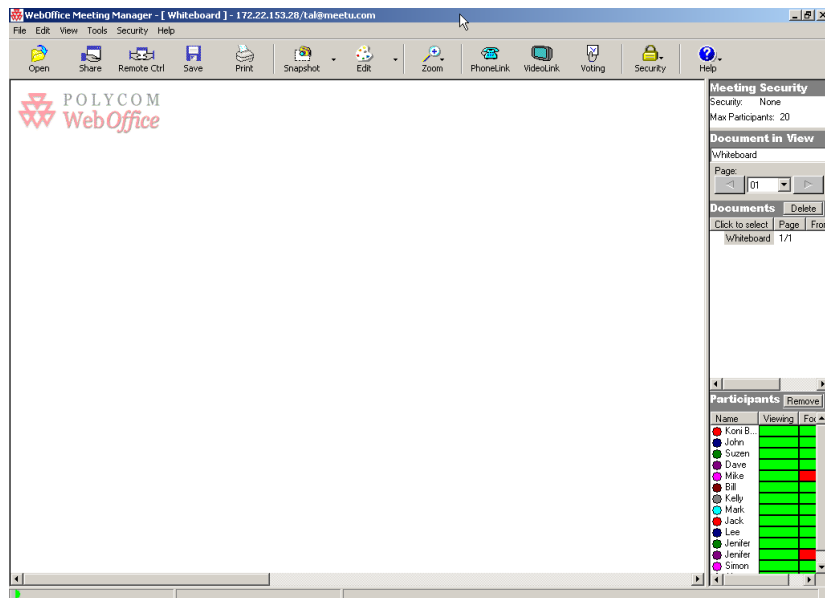 WebOffice Meeting Manager - [ Whiteboard ] - 172.22.153.28/tal@meetu.com
File Edit View Tools Security Help
Open Share Remote Ctrl Save Print Snapshot Edit Zoom PhoneLink VideoLink Voting Security Help
POLYCOM
WebOffice
Meeting Security
Security: None
Max Participants: 20
Document in View
Whiteboard
Page:
01
Documents Delete
Click to select Page Fror
Whiteboard 1/1
Participants Remove
Name Viewing Foc
Koni B...
John
Suzen
Dave
Mike
Bill
Kelly
Mark
Jack
Lee
Jenifer
Jenifer
Simon